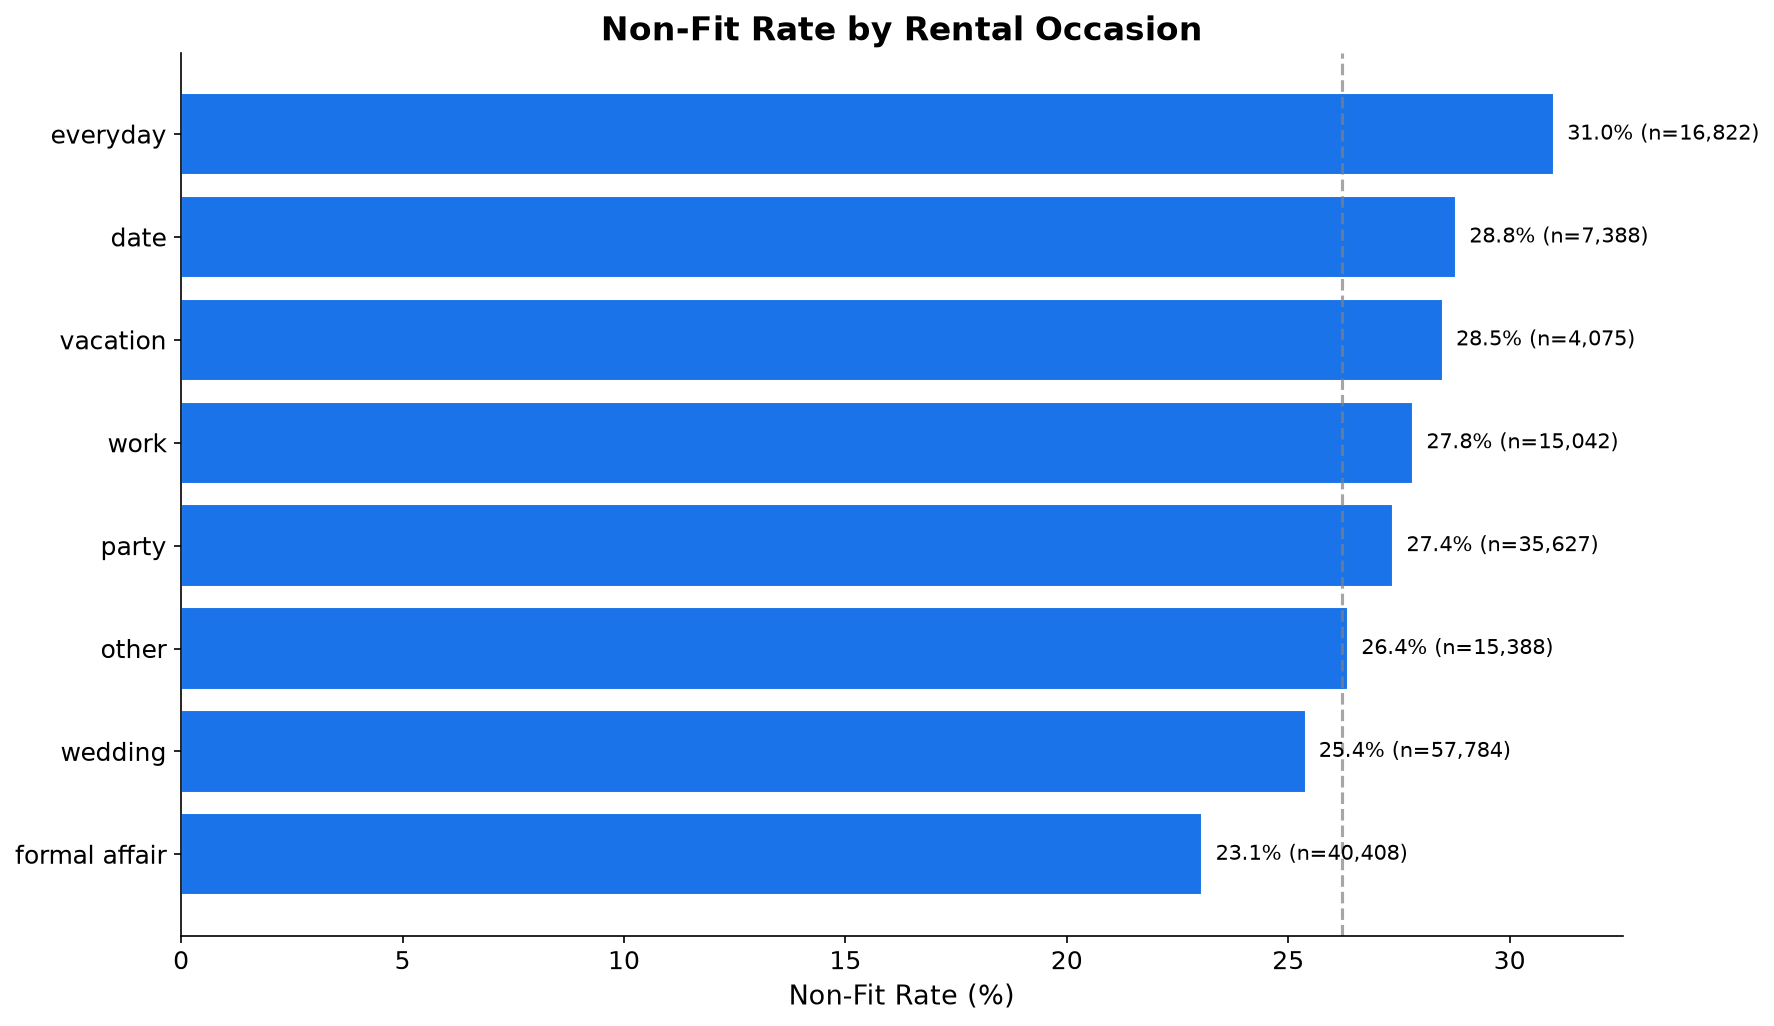 Non-Fit Rate by Rental Occasion
everyday 31.0% (n=16,822)
date 28.8% (n=7,388)
vacation 28.5% (n=4,075)
work 27.8% (n=15,042)
party 27.4% (n=35,627)
other 26.4% (n=15,388)
wedding 25.4% (n=57,784)
formal affair 23.1% (n=40,408)
0 5 10 15 20 25 30
Non-Fit Rate (%)